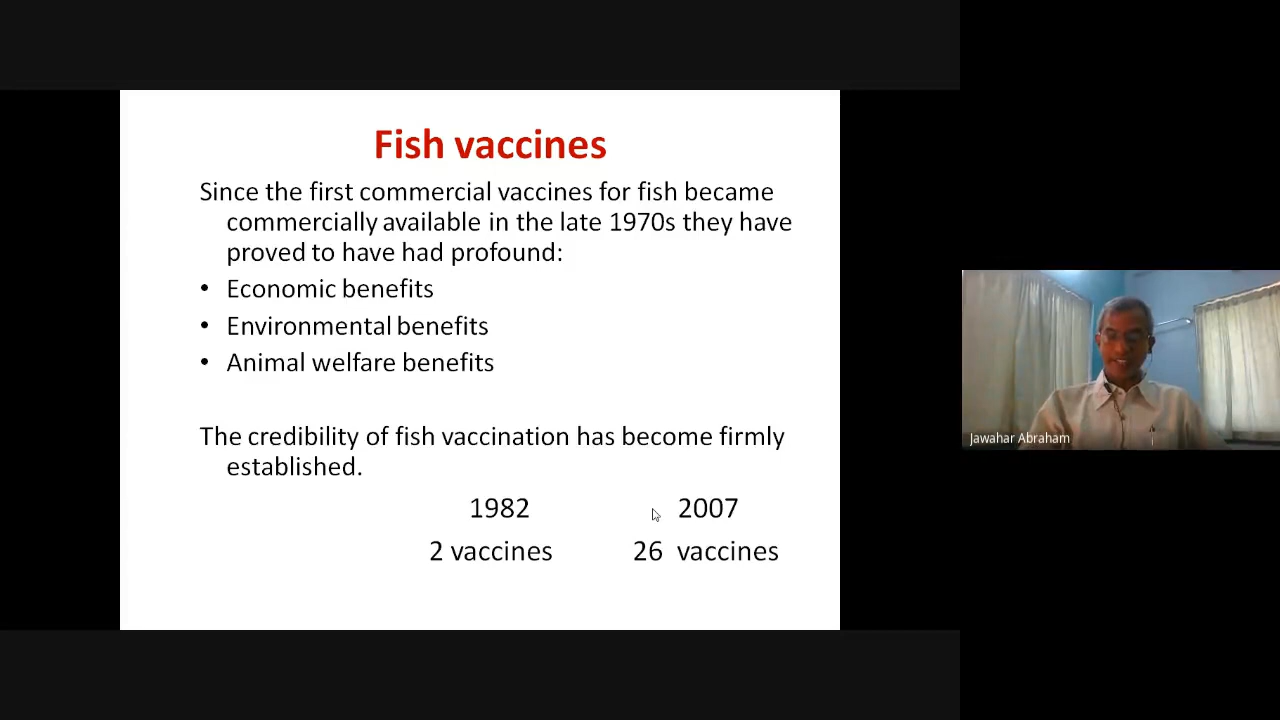 Fish vaccines
Since the first commercial vaccines for fish became
commercially available in the late 1970s they have
proved to have had profound:
• Economic benefits
• Environmental benefits
• Animal welfare benefits
The credibility of fish vaccination has become firmly
established.
1982 2007
2 vaccines 26 vaccines
Jawahar Abraham